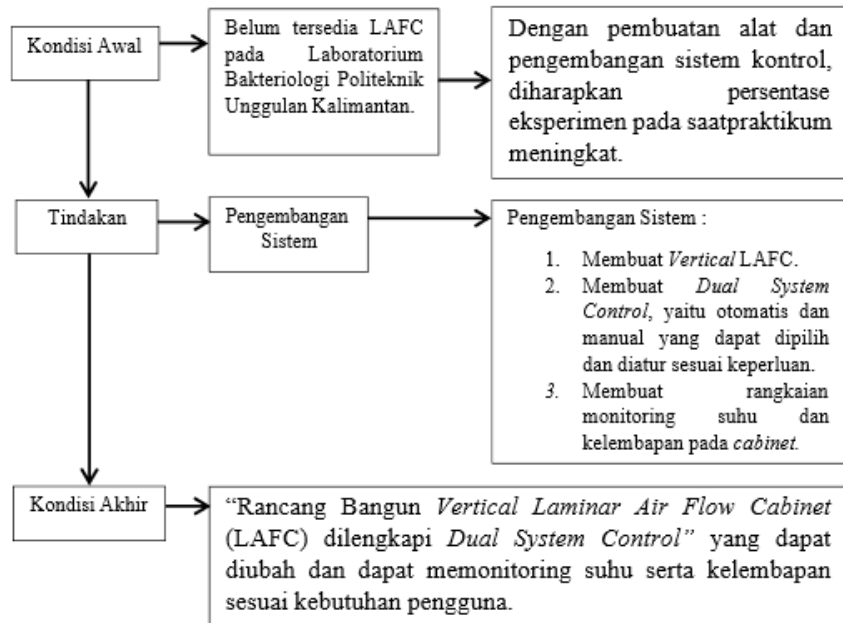 Kondisi Awal
Belum tersedia LAFC
pada Laboratorium
Bakteriologi Politeknik
Unggulan Kalimantan.
Dengan pembuatan alat dan
pengembangan sistem kontrol,
diharapkan persentase
eksperimen pada saatpraktikum
meningkat.
Tindakan
Pengembangan
Sistem
Pengembangan Sistem :
1. Membuat Vertical LAFC.
2. Membuat Dual System
Control, yaitu otomatis dan
manual yang dapat dipilih
dan diatur sesuai keperluan.
3. Membuat rangkaian
monitoring suhu dan
kelembapan pada cabinet.
Kondisi Akhir
“Rancang Bangun Vertical Laminar Air Flow Cabinet
(LAFC) dilengkapi Dual System Control” yang dapat
diubah dan dapat memonitoring suhu serta kelembapan
sesuai kebutuhan pengguna.